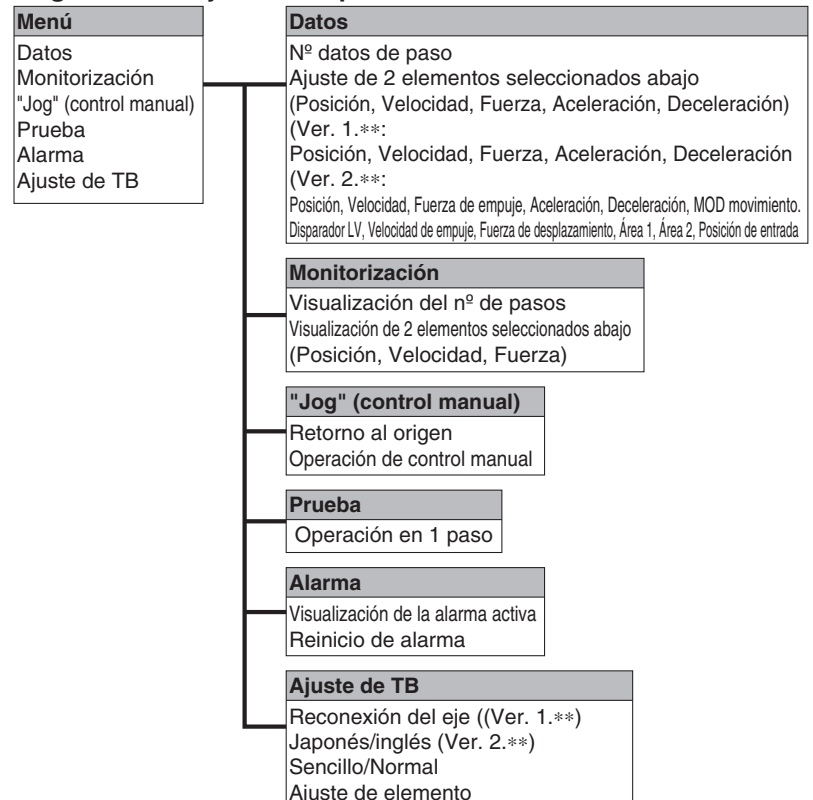 Menú
Datos
Monitorización
"Jog" (control manual)
Prueba
Alarma
Ajuste de TB
Datos
Nº datos de paso
Ajuste de 2 elementos seleccionados abajo
(Posición, Velocidad, Fuerza, Aceleración, Deceleración)
(Ver. 1.**:
Posición, Velocidad, Fuerza, Aceleración, Deceleración
(Ver. 2.**:
Posición, Velocidad, Fuerza de empuje, Aceleración, Deceleración, MOD movimiento.
Disparador LV, Velocidad de empuje, Fuerza de desplazamiento, Área 1, Área 2, Posición de entrada
Monitorización
Visualización del nº de pasos
Visualización de 2 elementos seleccionados abajo
(Posición, Velocidad, Fuerza)
"Jog" (control manual)
Retorno al origen
Operación de control manual
Prueba
Operación en 1 paso
Alarma
Visualización de la alarma activa
Reinicio de alarma
Ajuste de TB
Reconexión del eje ((Ver. 1.**)
Japonés/inglés (Ver. 2.**)
Sencillo/Normal
Ajuste de elemento